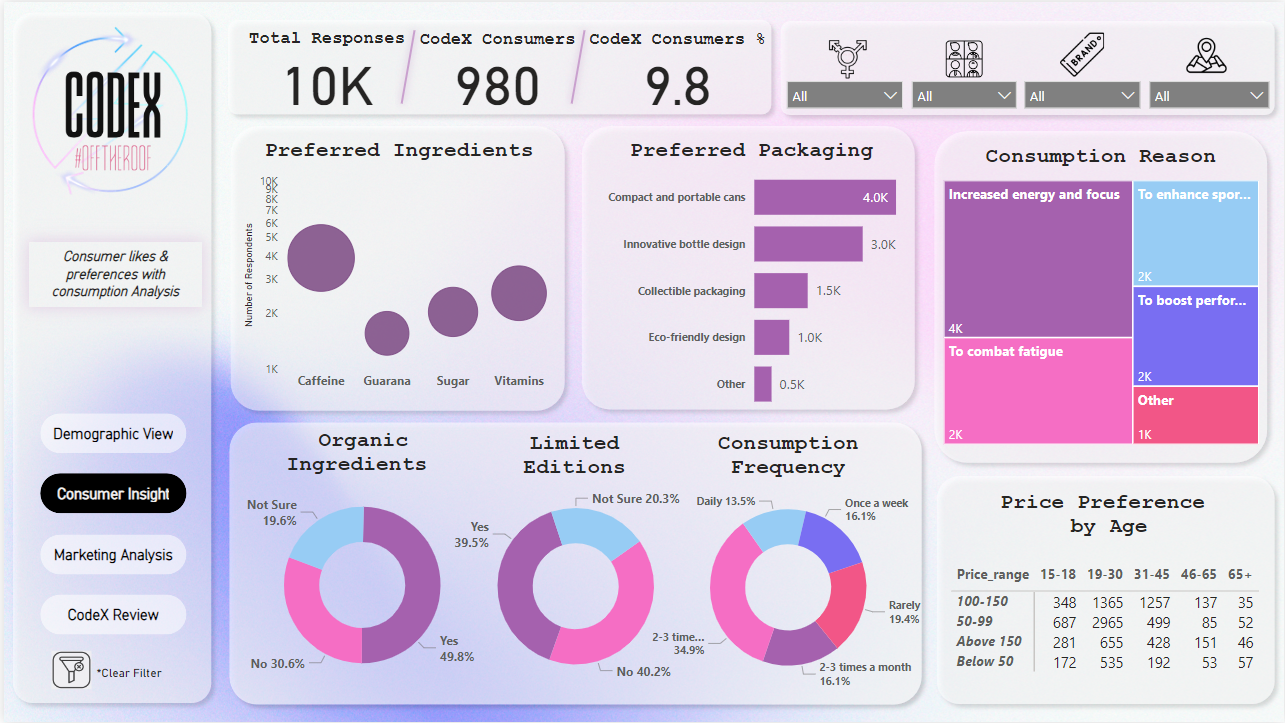 CODEX
#OFFTHEROOF
Consumer likes &
preferences with
consumption Analysis
Demographic View
Consumer Insight
Marketing Analysis
CodeX Review
*Clear Filter
Total Responses
10K
CodeX Consumers
980
CodeX Consumers %
9.8
BRAND
All
All
All
All
Preferred Ingredients
Number of Respondents
10K
9K
8K
7K
6K
5K
4K
3K
2K
1K
Caffeine
Guarana
Sugar
Vitamins
Preferred Packaging
Compact and portable cans
4.0K
Innovative bottle design
3.0K
Collectible packaging
1.5K
Eco-friendly design
1.0K
Other
0.5K
Consumption Reason
Increased energy and focus
4K
To combat fatigue
2K
To enhance spor...
2K
To boost perfor...
2K
Other
1K
Organic
Ingredients
Not Sure
19.6%
Yes
49.8%
No 30.6%
Limited
Editions
Not Sure 20.3%
Yes
39.5%
No 40.2%
Consumption
Frequency
Daily 13.5%
Once a week
16.1%
Rarely
19.4%
2-3 times a month
16.1%
2-3 time...
34.9%
Price Preference
by Age
Price_range 15-18 19-30 31-45 46-65 65+
100-150 348 1365 1257 137 35
50-99 687 2965 499 85 52
Above 150 281 655 428 151 46
Below 50 172 535 192 53 57